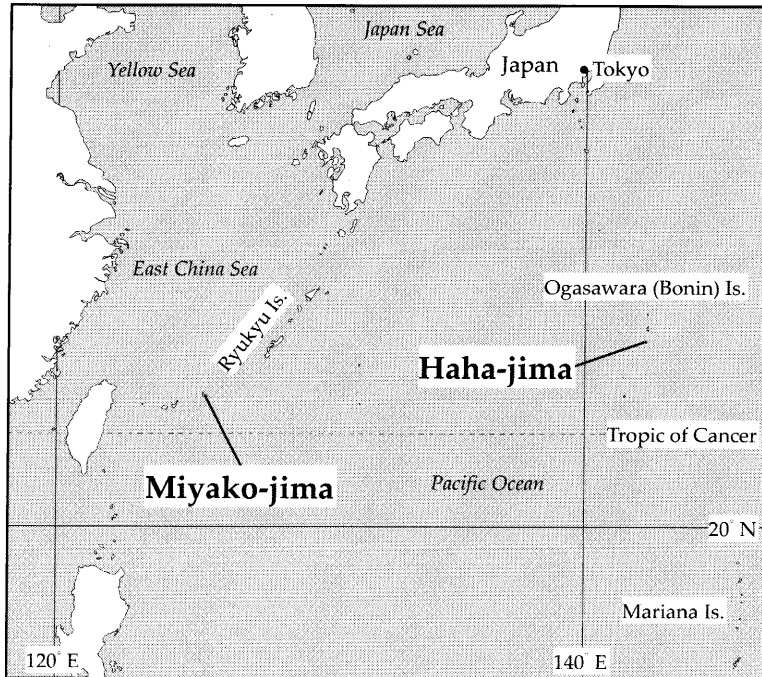 Japan Sea
Yellow Sea
Japan
Tokyo
East China Sea
Ryukyu Is.
Ogasawara (Bonin) Is.
Haha-jima
Tropic of Cancer
Miyako-jima
Pacific Ocean
20° N
Mariana Is.
120° E
140° E